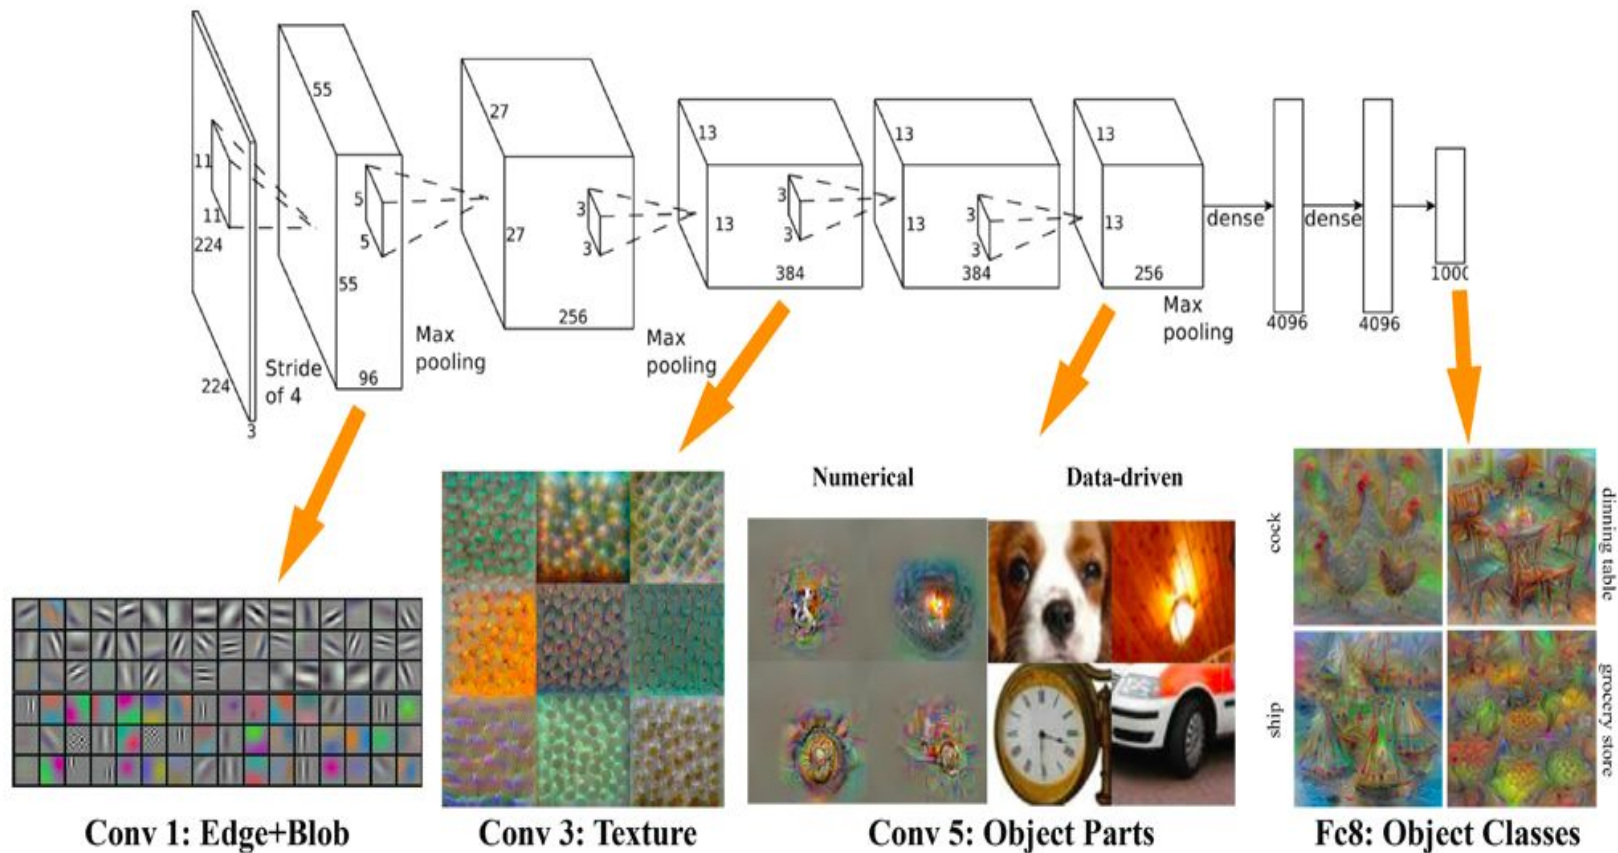 11
11
224
224
3
Stride
of 4
55
5
5
55
96
Max
pooling
27
27
3
3
256
Max
pooling
13
13
3
3
384
13
13
3
3
384
13
13
256
Max
pooling
dense
4096
dense
4096
1000
Numerical
Data-driven
cock
dinning table
ship
grocery store
Conv 1: Edge+Blob
Conv 3: Texture
Conv 5: Object Parts
Fc8: Object Classes